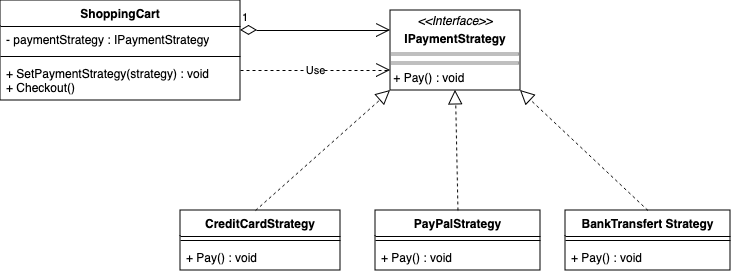 ShoppingCart
- paymentStrategy : IPaymentStrategy
+ SetPaymentStrategy(strategy) : void
+ Checkout()
1
Use
<<Interface>>
IPaymentStrategy
+ Pay() : void
CreditCardStrategy
+ Pay() : void
PayPalStrategy
+ Pay() : void
BankTransfert Strategy
+ Pay() : void